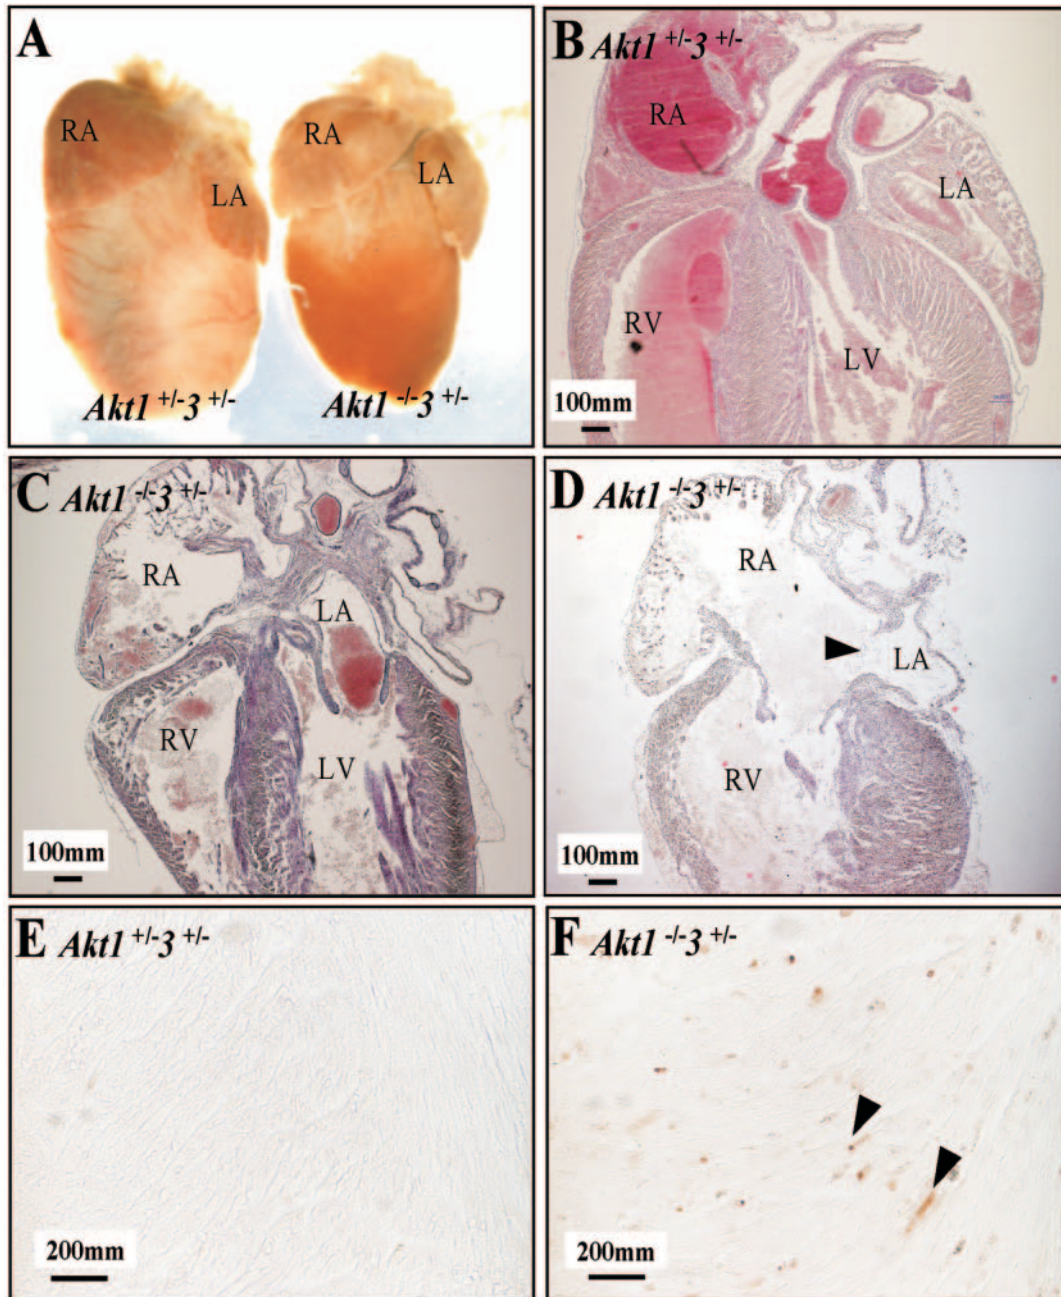 A
RA
RA
LA
LA
Akt1 +/-3 +/-
Akt1 -/-3 +/-
B Akt1 +/-3 +/-
RA
LA
RV
LV
100mm
C Akt1 -/-3 +/-
RA
LA
RV
LV
100mm
D Akt1 -/-3 +/-
RA
LA
RV
100mm
E Akt1 +/-3 +/-
200mm
F Akt1 -/-3 +/-
200mm